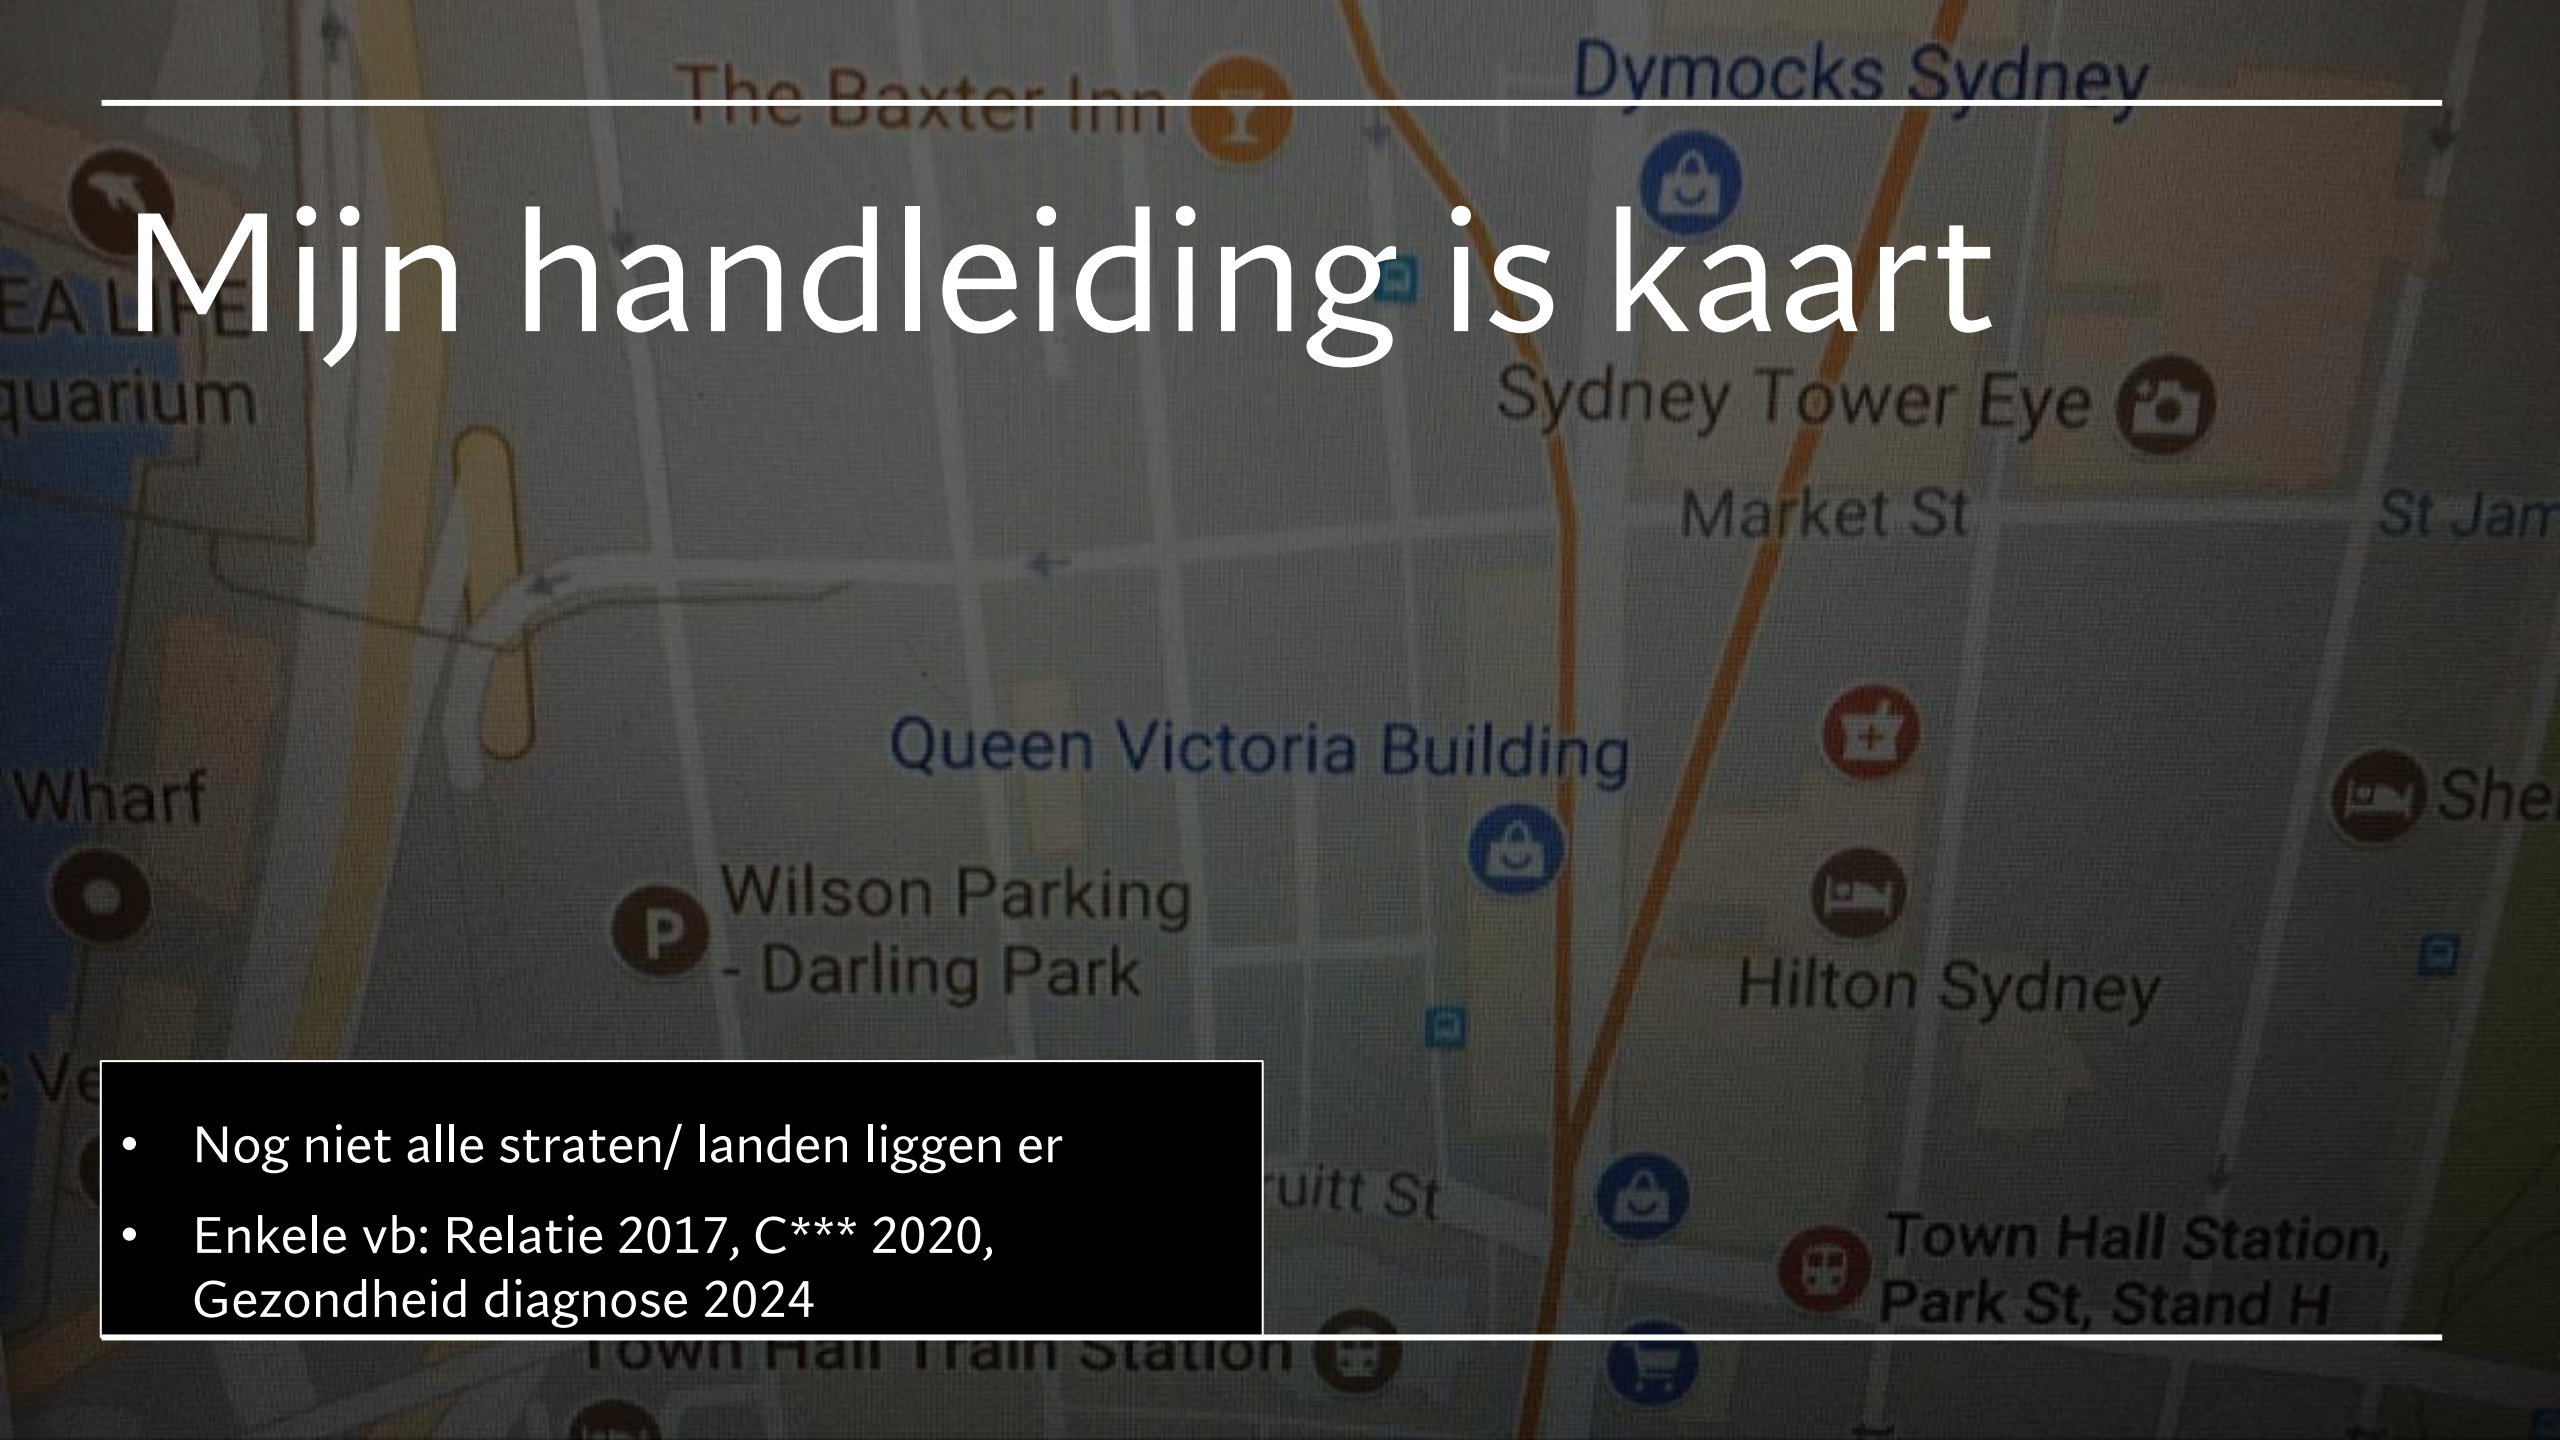 The Baxter Inn
Dymocks Sydney
Mijn handleiding is kaart
EA LIFE
quarium
Sydney Tower Eye
Market St
St Jam
Queen Victoria Building
Wharf
She
Wilson Parking
- Darling Park
P
Hilton Sydney
e Ve
• Nog niet alle straten/ landen liggen er
• Enkele vb: Relatie 2017, C*** 2020,
Gezondheid diagnose 2024
ruitt St
Town Hall Station,
Park St, Stand H
Town Hall Train Station